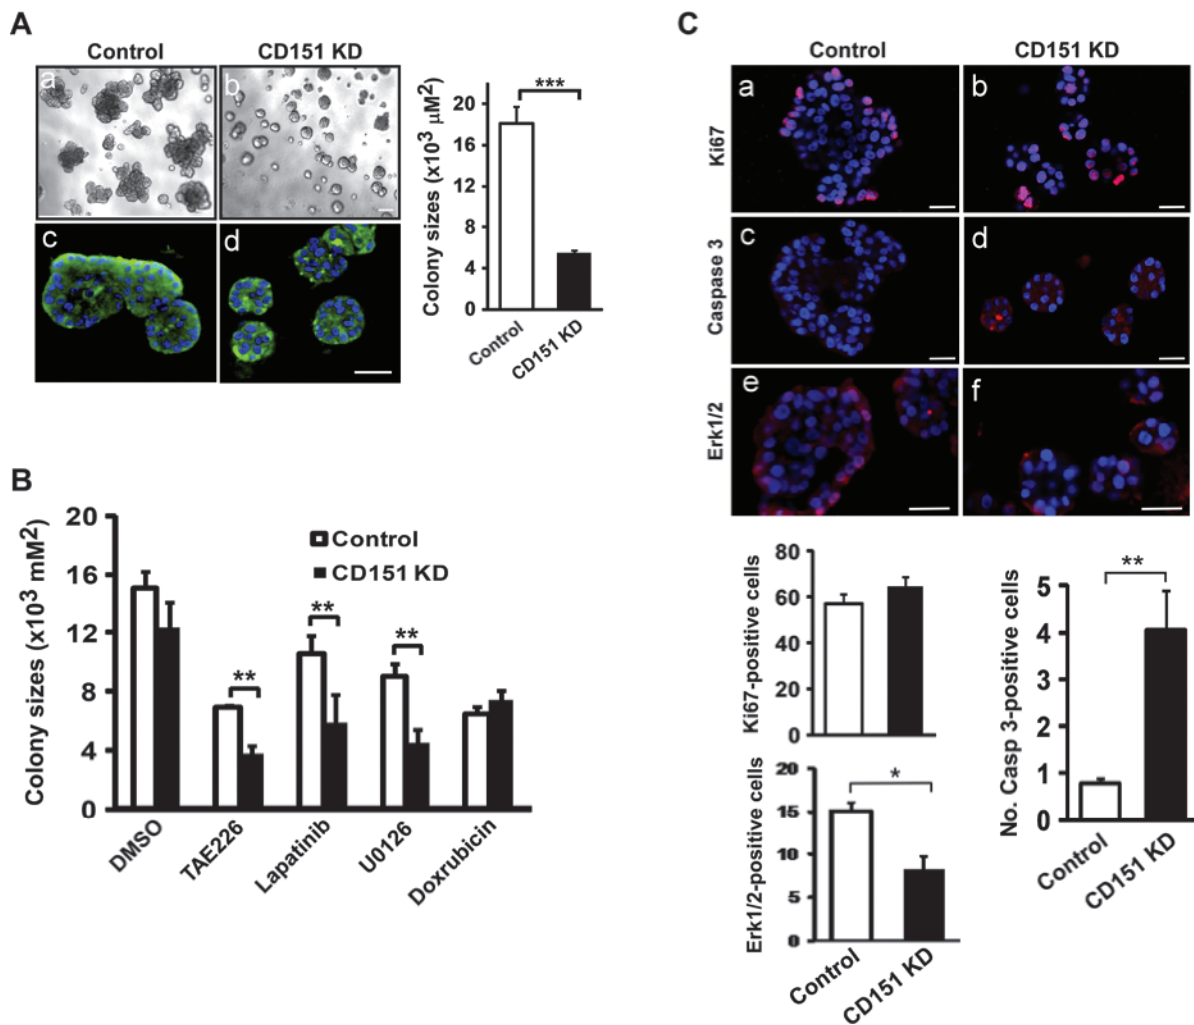 A
Control
CD151 KD
a
b
c
d
Colony sizes (x10³ µM²)
20
16
12
8
4
0
***
Control
CD151 KD
B
Colony sizes (x10³ mM²)
20
16
12
8
4
0
Control
CD151 KD
**
**
**
DMSO
TAE226
Lapatinib
U0126
Doxrubicin
C
Control
CD151 KD
Ki67
a
b
Caspase 3
c
d
Erk1/2
e
f
Ki67-positive cells
80
60
40
20
0
Erk1/2-positive cells
20
15
10
5
0
*
Control
CD151 KD
No. Casp 3-positive cells
5
4
3
2
1
0
**
Control
CD151 KD